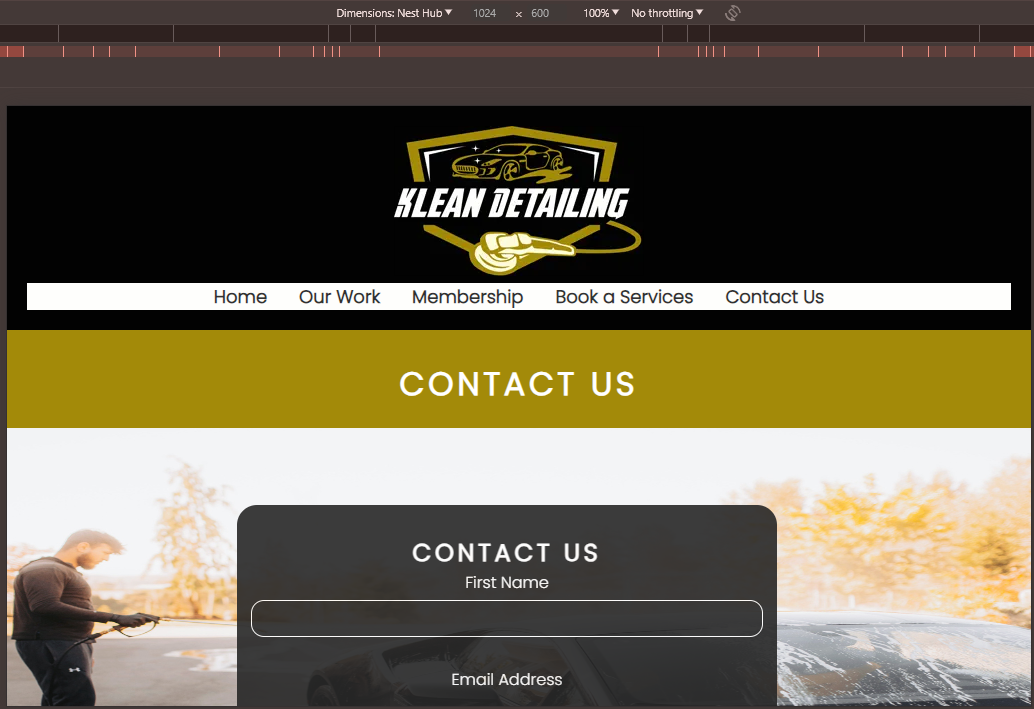 Dimensions: Nest Hub ▼ 1024 × 600 100% ▼ No throttling ▼
KLEAN DETAILING
Home Our Work Membership Book a Services Contact Us
CONTACT US
CONTACT US
First Name
Email Address